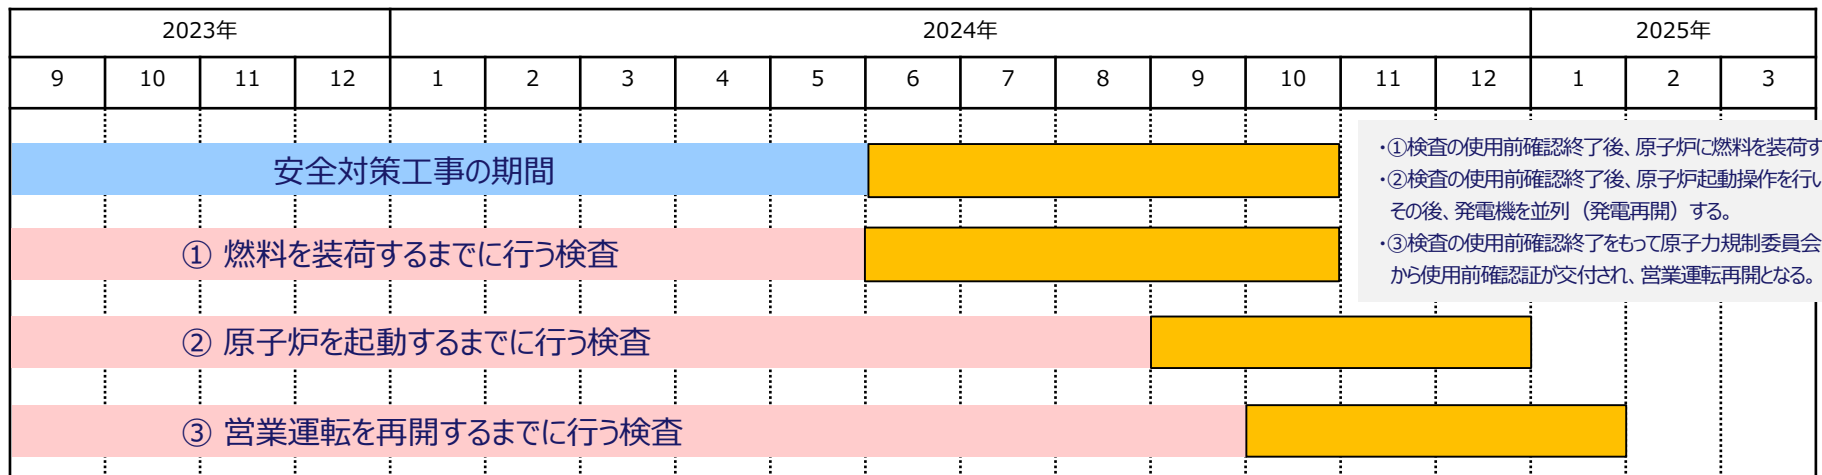 2023年 2024年 2025年
9 10 11 12 1 2 3 4 5 6 7 8 9 10 11 12 1 2 3
安全対策工事の期間
・①検査の使用前確認終了後、原子炉に燃料を装荷す
・②検査の使用前確認終了後、原子炉起動操作を行い
その後、発電機を並列（発電再開）する。
・③検査の使用前確認終了をもって原子力規制委員会
から使用前確認証が交付され、営業運転再開となる。
① 燃料を装荷するまでに行う検査
② 原子炉を起動するまでに行う検査
③ 営業運転を再開するまでに行う検査